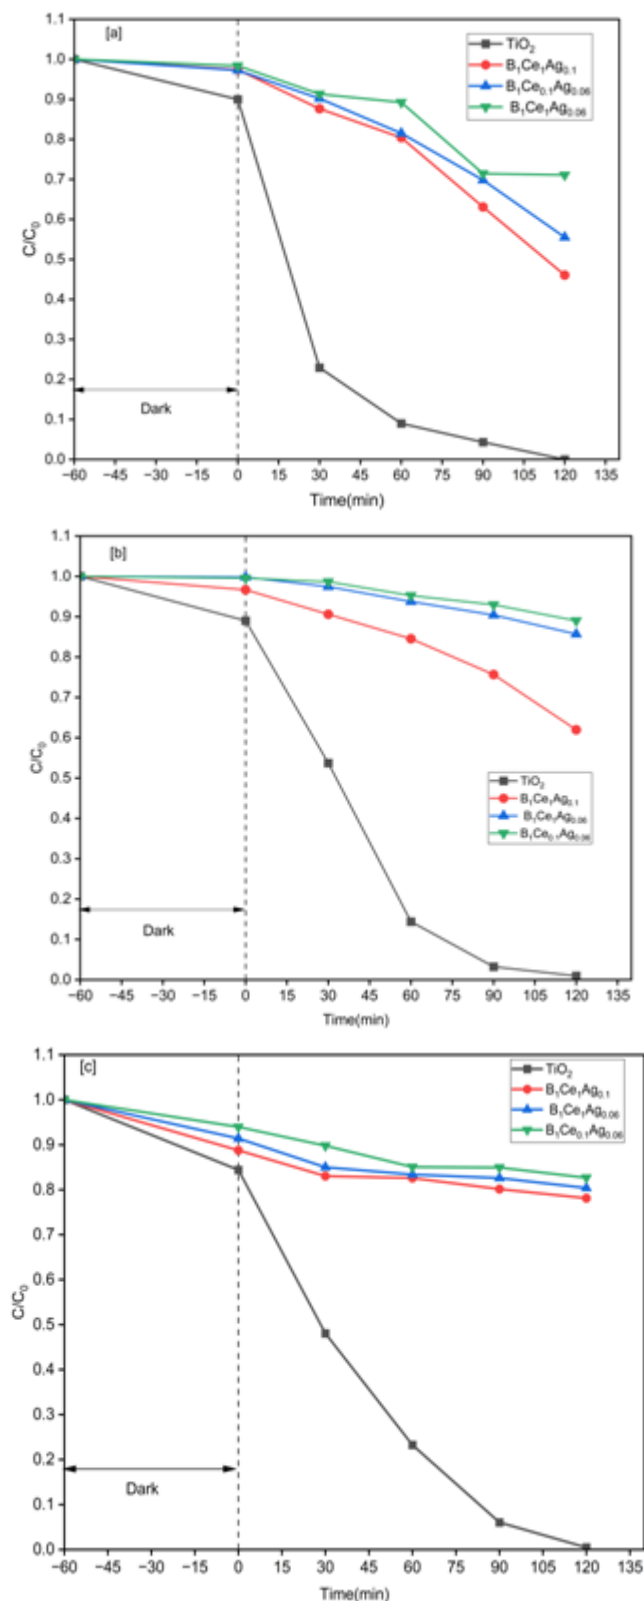 [a]
TiO₂
B₁Ce₁Ag₀.₁
B₁Ce₀.₁Ag₀.₀₆
B₁Ce₁Ag₀.₀₆
1.1
1.0
0.9
0.8
0.7
0.6
0.5
0.4
0.3
0.2
0.1
0.0
C/C₀
Dark
−60 −45 −30 −15 0 15 30 45 60 75 90 105 120 135
Time(min)
[b]
1.1
1.0
0.9
0.8
0.7
0.6
0.5
0.4
0.3
0.2
0.1
0.0
C/C₀
TiO₂
B₁Ce₁Ag₀.₁
B₁Ce₁Ag₀.₀₆
B₁Ce₀.₁Ag₀.₀₆
Dark
−60 −45 −30 −15 0 15 30 45 60 75 90 105 120 135
Time(min)
[c]
TiO₂
B₁Ce₁Ag₀.₁
B₁Ce₁Ag₀.₀₆
B₁Ce₀.₁Ag₀.₀₆
1.1
1.0
0.9
0.8
0.7
0.6
0.5
0.4
0.3
0.2
0.1
0.0
C/C₀
Dark
−60 −45 −30 −15 0 15 30 45 60 75 90 105 120 135
Time(min)